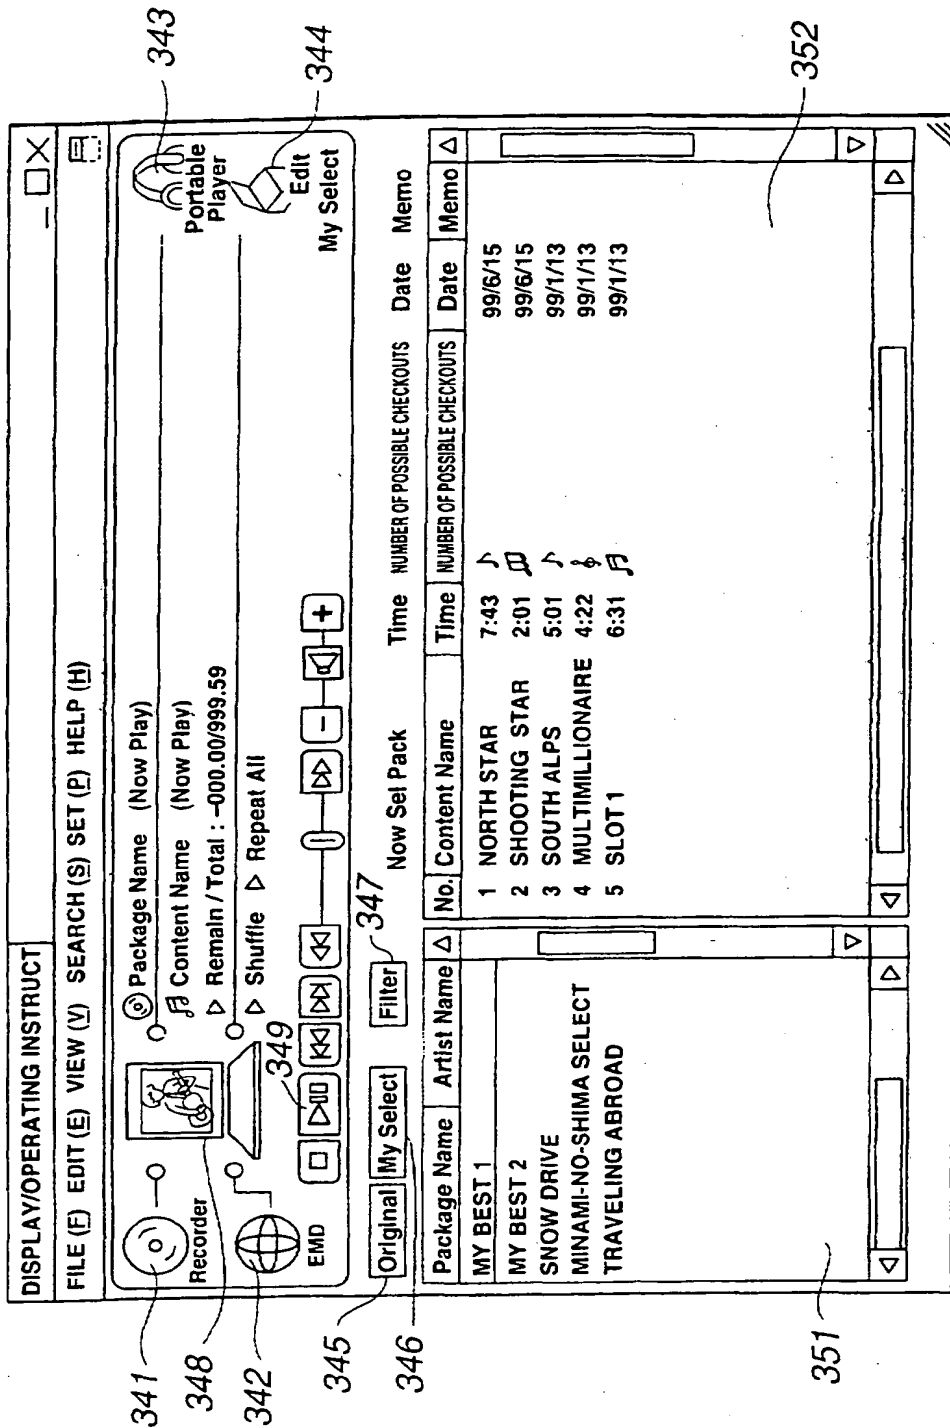 DISPLAY/OPERATING INSTRUCT
FILE (F) EDIT (E) VIEW (V) SEARCH (S) SET (P) HELP (H)
341
Recorder
348
342
EMD
Package Name (Now Play)
Content Name (Now Play)
Remain / Total : -000.00/999.59
Shuffle Repeat All
349
Portable
Player
343
Edit
344
My Select
345
Original
My Select
346
Filter
347
Now Sel Pack Time NUMBER OF POSSIBLE CHECKOUTS Date Memo
Package Name Artist Name
MY BEST 1
MY BEST 2
SNOW DRIVE
MINAMI-NO-SHIMA SELECT
TRAVELING ABROAD
351
No. Content Name Time NUMBER OF POSSIBLE CHECKOUTS Date Memo
1 NORTH STAR 7:43 99/6/15
2 SHOOTING STAR 2:01 99/6/15
3 SOUTH ALPS 5:01 99/1/13
4 MULTIMILLIONAIRE 4:22 99/1/13
5 SLOT 1 6:31 99/1/13
352